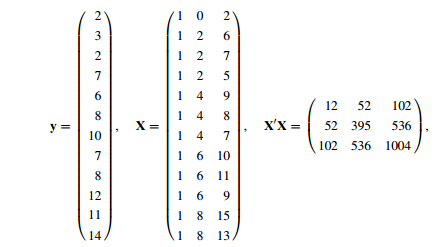 y = ( 2 3 2 7 6 8 10 7 8 12 11 14 ) , X = ( 1 0 2
1 2 6
1 2 7
1 2 5
1 4 9
1 4 8
1 4 7
1 6 10
1 6 11
1 6 9
1 8 15
1 8 13 ) , X′X = ( 12 52 102
52 395 536
102 536 1004 ) ,